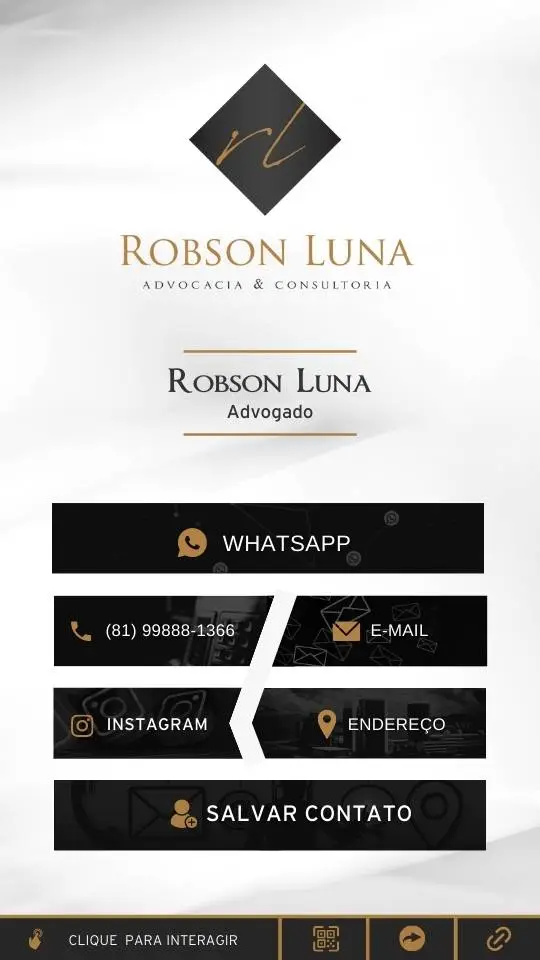 rl
ROBSON LUNA
ADVOCACIA & CONSULTORIA
ROBSON LUNA
Advogado
WHATSAPP
(81) 99888-1366
E-MAIL
INSTAGRAM
ENDEREÇO
SALVAR CONTATO
CLIQUE PARA INTERAGIR